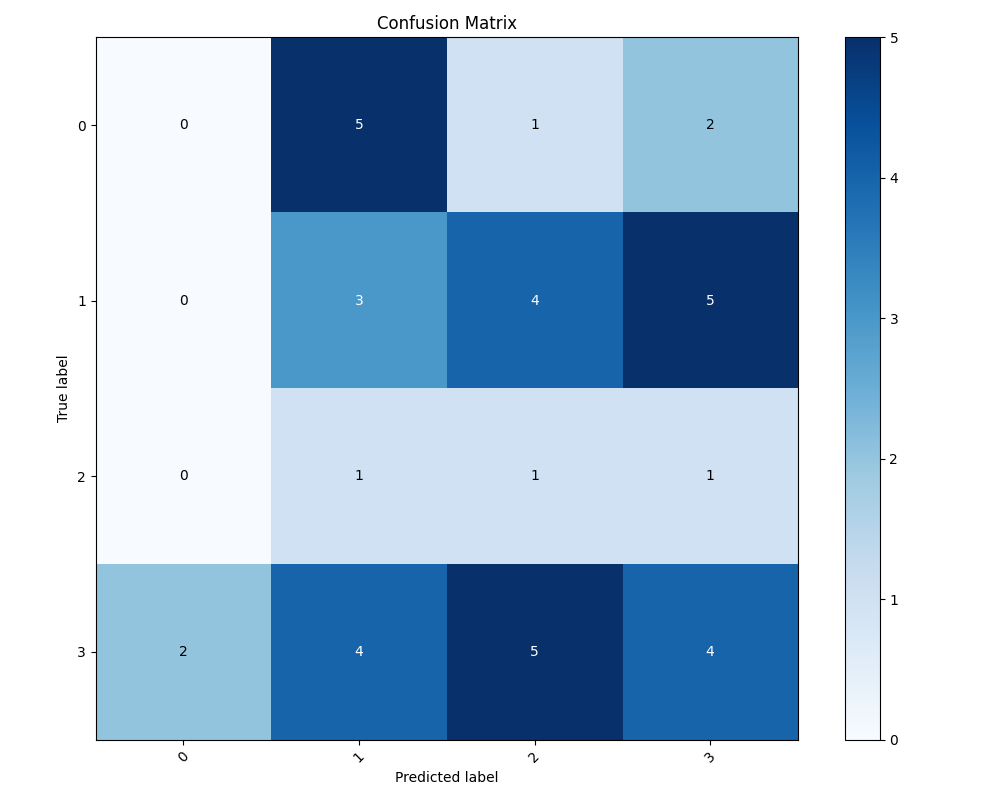 Confusion Matrix
0 0 5 1 2
1 0 3 4 5
2 0 1 1 1
3 2 4 5 4
0 1 2 3
True label
Predicted label
5
4
3
2
1
0